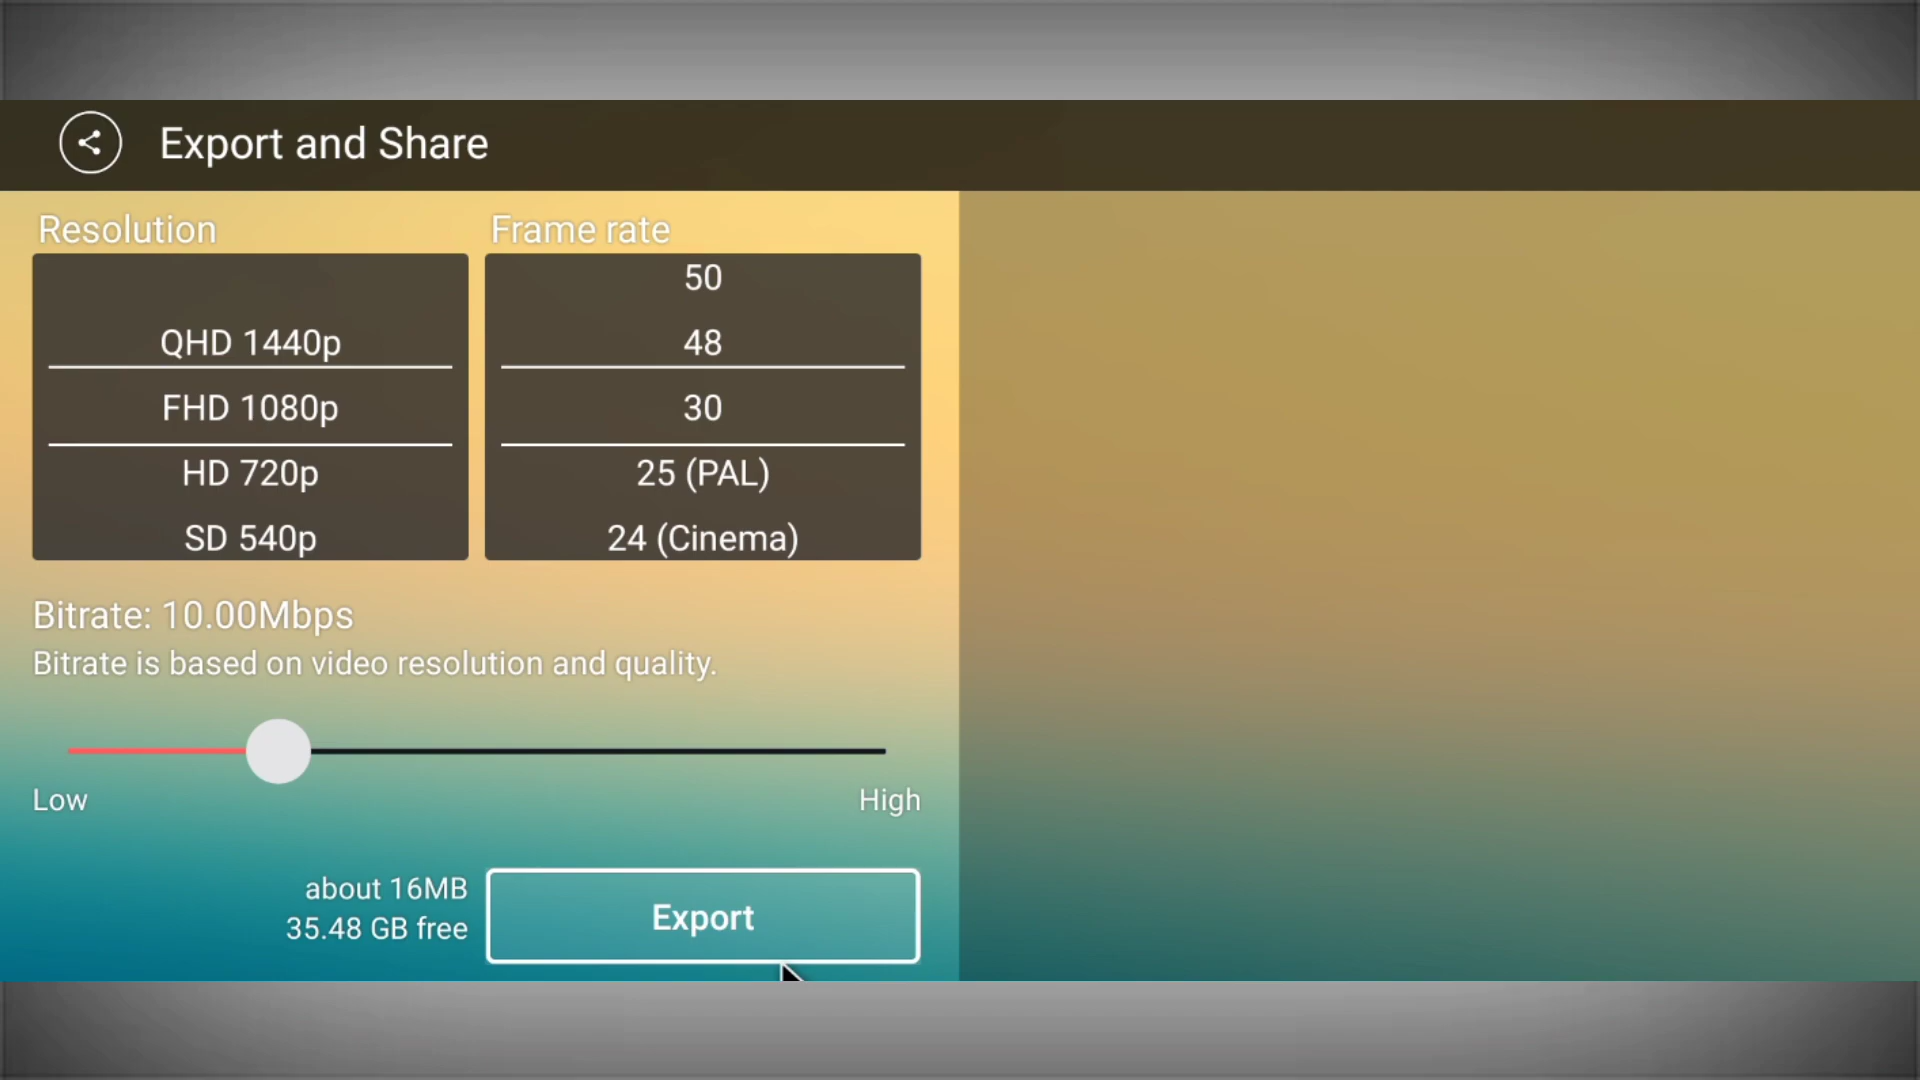 Export and Share
Resolution
QHD 1440p
FHD 1080p
HD 720p
SD 540p
Frame rate
50
48
30
25 (PAL)
24 (Cinema)
Bitrate: 10.00Mbps
Bitrate is based on video resolution and quality.
Low
High
about 16MB
35.48 GB free
Export